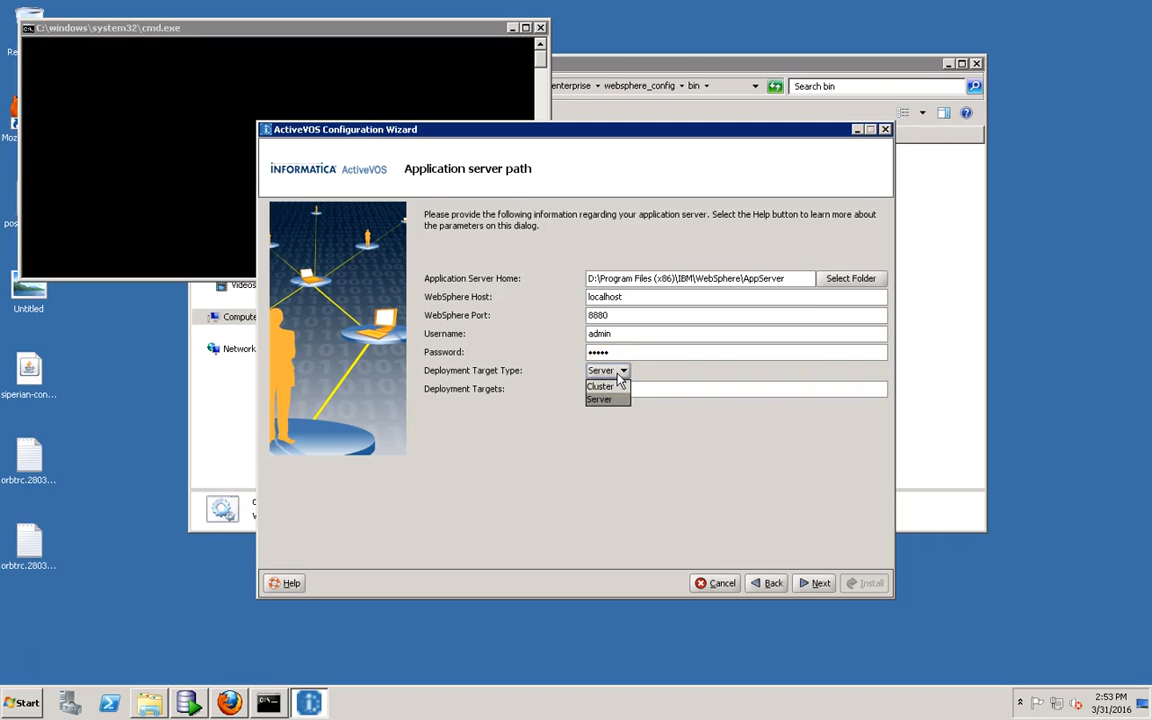 C:\windows\system32\cmd.exe
enterprise
websphere_config
bin
Search bin
ActiveVOS Configuration Wizard
INFORMATICA ActiveVOS
Application server path
Please provide the following information regarding your application server. Select the Help button to learn more about
the parameters on this dialog.
Application Server Home:
D:\Program Files (x86)\IBM\WebSphere\AppServer
Select Folder
WebSphere Host:
localhost
WebSphere Port:
8880
Username:
admin
Password:
•••••
Deployment Target Type:
Server
Cluster
Server
Deployment Targets:
Help
Cancel
Back
Next
Install
Videos
Compute
Network
Untitled
siperian-con...
orbtrc.2803...
orbtrc.2803...
Start
2:53 PM
3/31/2016